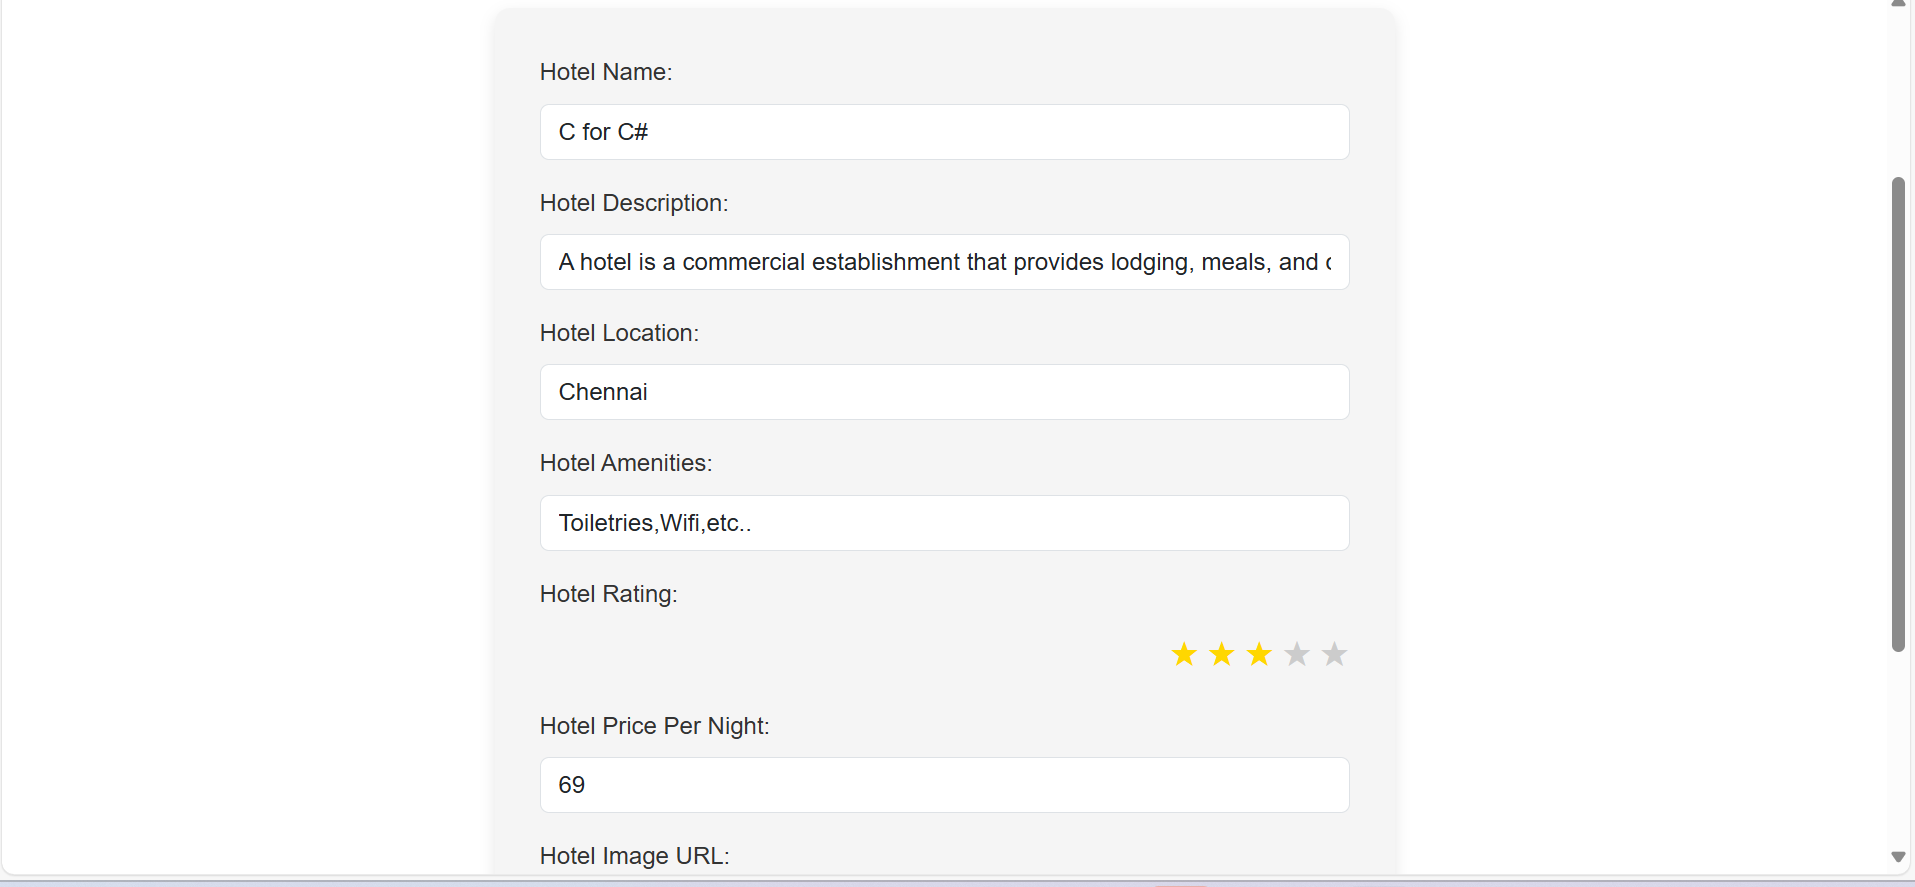 Hotel Name:
C for C#
Hotel Description:
A hotel is a commercial establishment that provides lodging, meals, and
Hotel Location:
Chennai
Hotel Amenities:
Toiletries,Wifi,etc..
Hotel Rating:
Hotel Price Per Night:
69
Hotel Image URL: